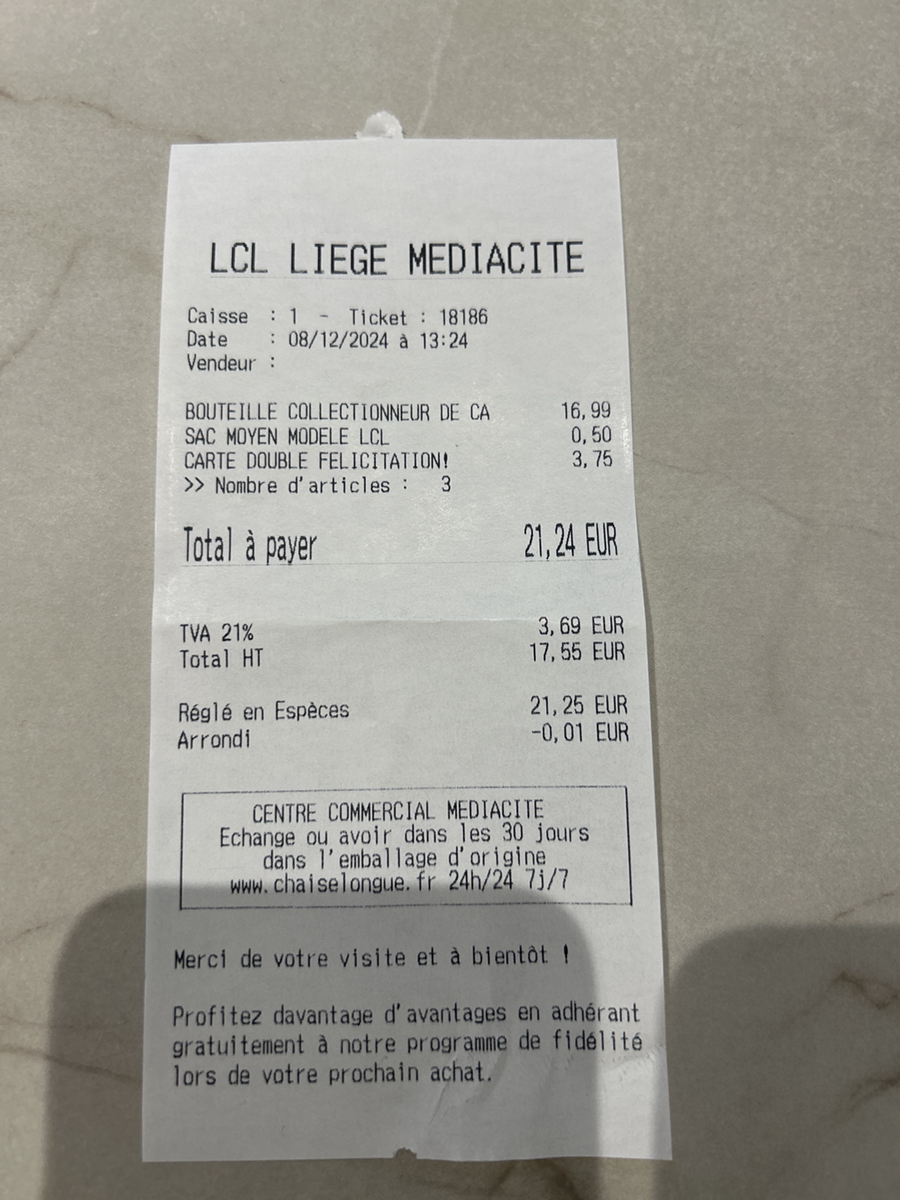 LCL LIEGE MEDIACITE
Caisse : 1 - Ticket : 18186
Date : 08/12/2024 à 13:24
Vendeur :
BOUTEILLE COLLECTIONNEUR DE CA 16,99
SAC MOYEN MODELE LCL 0,50
CARTE DOUBLE FELICITATION! 3,75
>> Nombre d'articles : 3
Total à payer 21,24 EUR
TVA 21% 3,69 EUR
Total HT 17,55 EUR
Réglé en Espèces 21,25 EUR
Arrondi -0,01 EUR
CENTRE COMMERCIAL MEDIACITE
Echange ou avoir dans les 30 jours
dans l'emballage d'origine
www.chaiselongue.fr 24h/24 7j/7
Merci de votre visite et à bientôt !
Profitez davantage d'avantages en adhérant
gratuitement à notre programme de fidélité
lors de votre prochain achat.